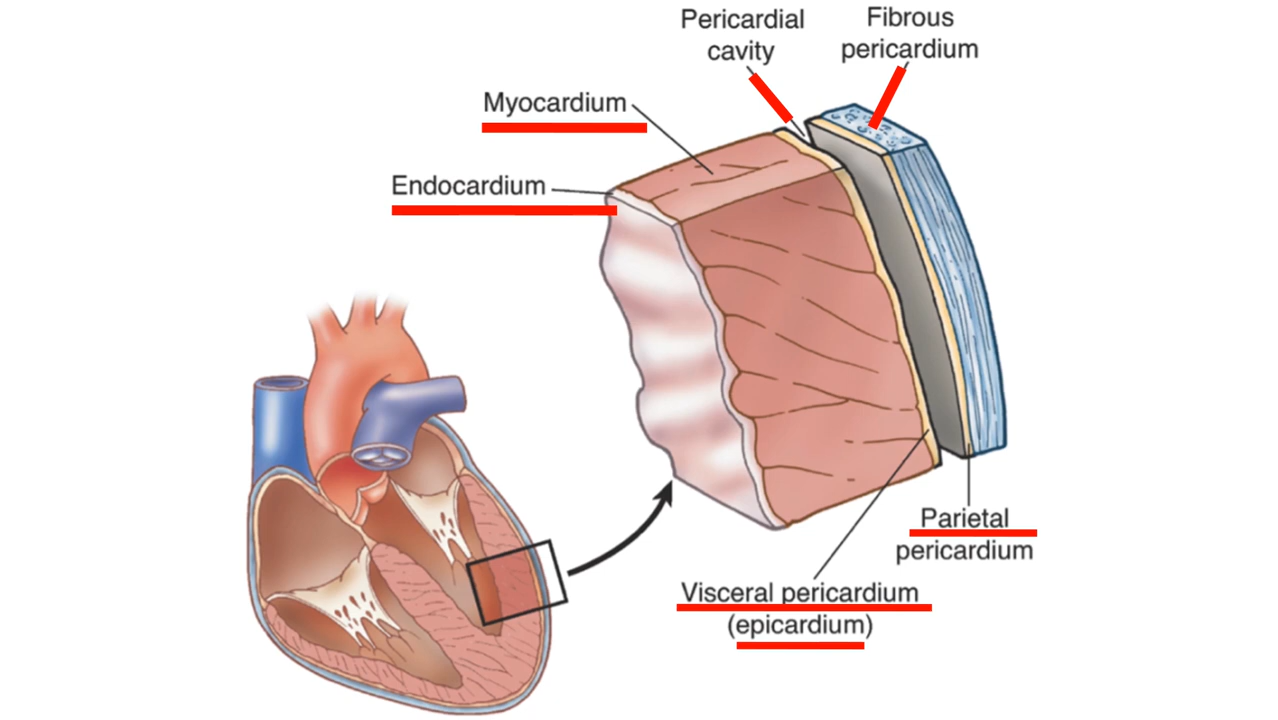 Pericardial
cavity
Fibrous
pericardium
Myocardium
Endocardium
Parietal
pericardium
Visceral pericardium
(epicardium)